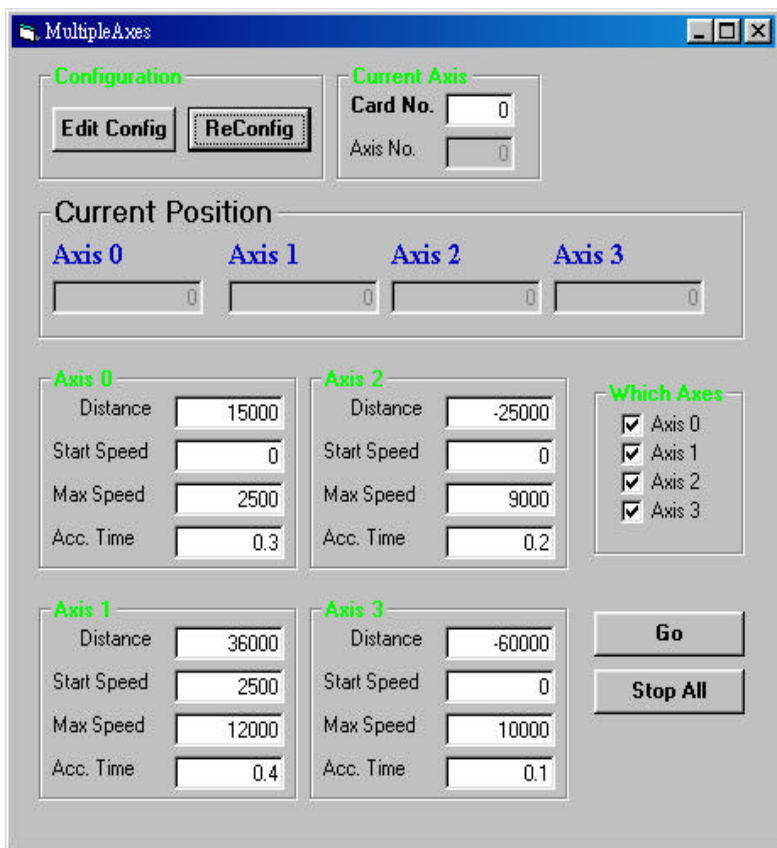 MultipleAxes
Configuration
Edit Config
ReConfig
Current Axis
Card No.
0
Axis No.
0
Current Position
Axis 0
Axis 1
Axis 2
Axis 3
0
0
0
0
Axis 0
Distance
15000
Start Speed
0
Max Speed
2500
Acc. Time
0.3
Axis 2
Distance
-25000
Start Speed
0
Max Speed
9000
Acc. Time
0.2
Which Axes
Axis 0
Axis 1
Axis 2
Axis 3
Axis 1
Distance
36000
Start Speed
2500
Max Speed
12000
Acc. Time
0.4
Axis 3
Distance
-60000
Start Speed
0
Max Speed
10000
Acc. Time
0.1
Go
Stop All